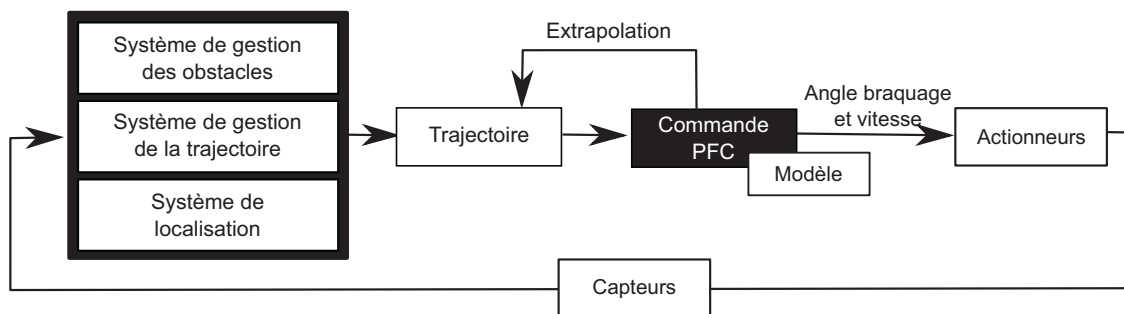 Système de gestion
des obstacles
Système de gestion
de la trajectoire
Système de
localisation
Extrapolation
Trajectoire
Commande
PFC
Modèle
Angle braquage
et vitesse
Actionneurs
Capteurs